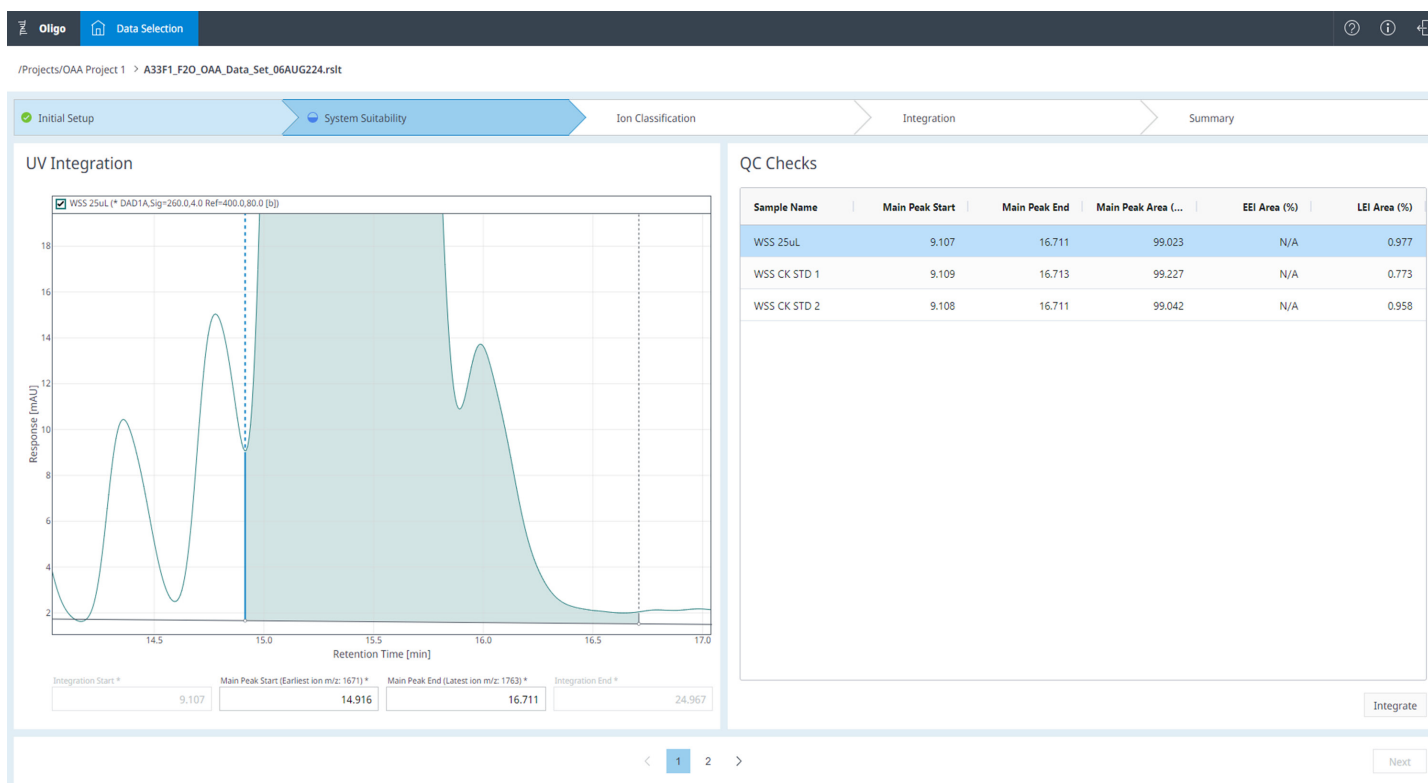 Oligo Data Selection
/Projects/OAA Project 1 > A33F1_F2O_OAA_Data_Set_06AUG224.rslt
Initial Setup System Suitability Ion Classification Integration Summary
UV Integration
WSS 25uL (* DAD1A,Sig=260.0,4.0 Ref=400.0,80.0 [b])
18
16
14
12
10
8
6
4
2
Response [mAU]
14.5 15.0 15.5 16.0 16.5 17.0
Retention Time [min]
Integration Start * Main Peak Start (Earliest ion m/z: 1671) * Main Peak End (Latest ion m/z: 1763) * Integration End *
9.107 14.916 16.711 24.967
QC Checks
Sample Name Main Peak Start Main Peak End Main Peak Area (... EEI Area (%) LEI Area (%)
WSS 25uL 9.107 16.711 99.023 N/A 0.977
WSS CK STD 1 9.109 16.713 99.227 N/A 0.773
WSS CK STD 2 9.108 16.711 99.042 N/A 0.958
Integrate
< 1 2 >
Next